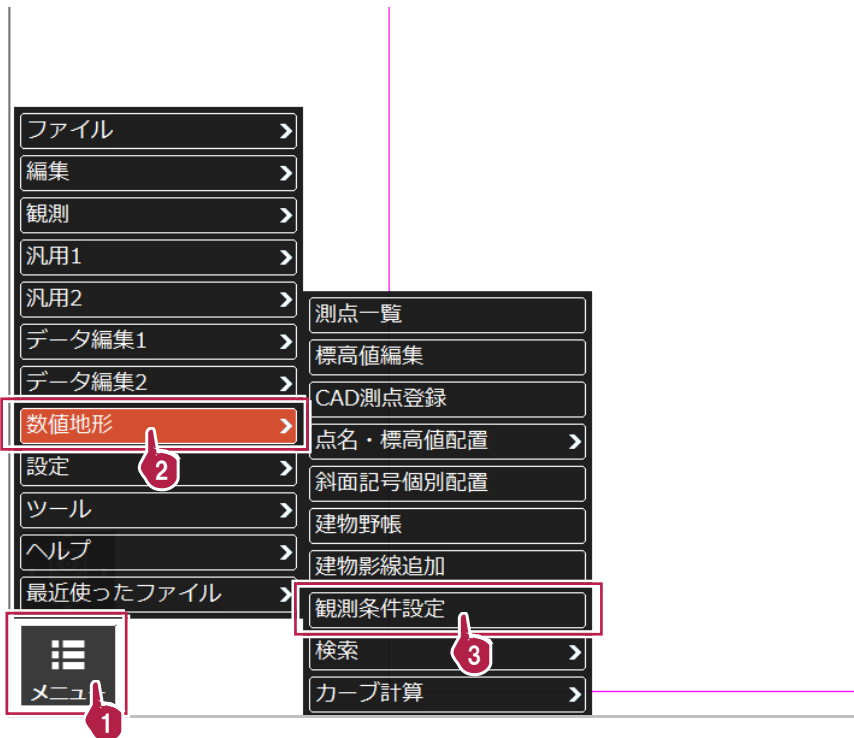 ファイル
編集
観測
汎用1
汎用2
データ編集1
データ編集2
数値地形
2
設定
ツール
ヘルプ
最近使ったファイル
メニュー
1
測点一覧
標高値編集
CAD測点登録
点名・標高値配置
斜面記号個別配置
建物野帳
建物影線追加
観測条件設定
3
検索
カーブ計算